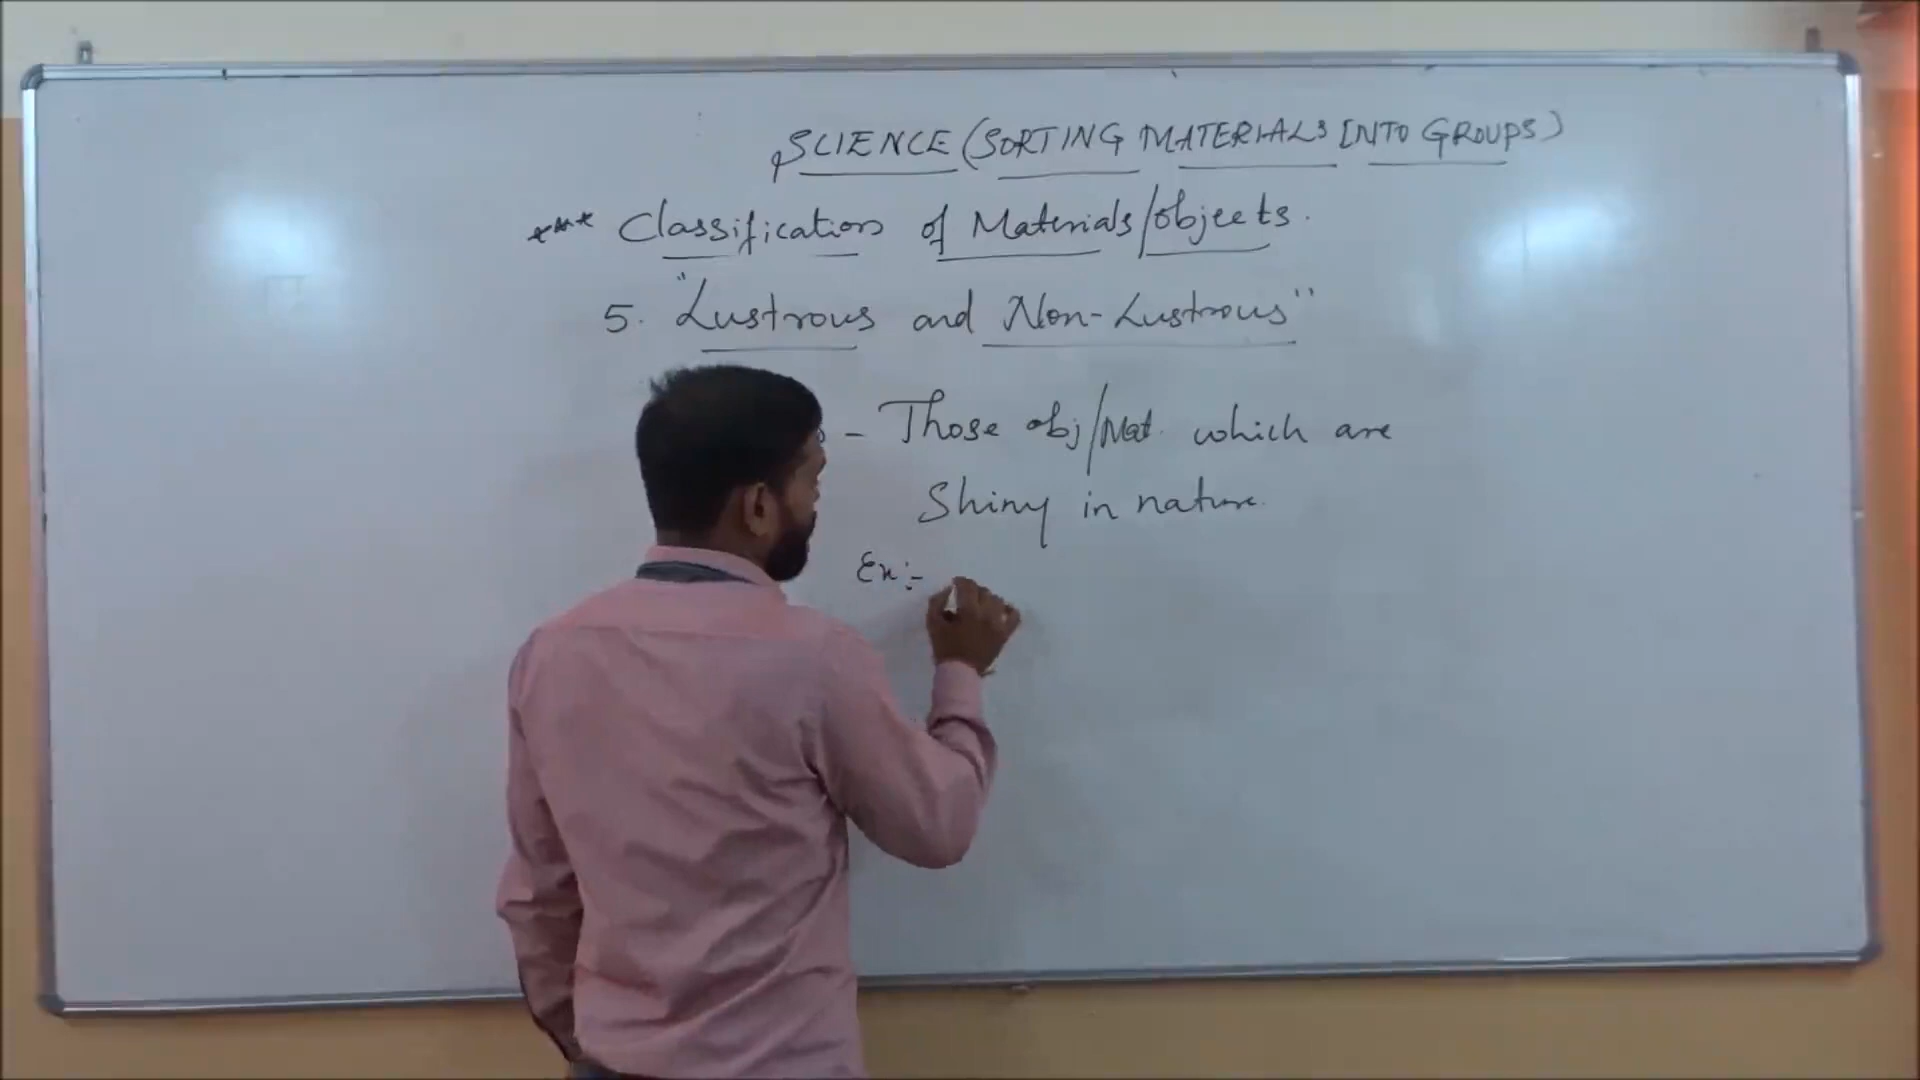 SCIENCE (SORTING MATERIALS INTO GROUPS)
*** Classification of Materials/objects.
5. "Lustrous and Non-Lustrous"
- Those obj/Mat. which are
Shiny in nature.
Ex:-